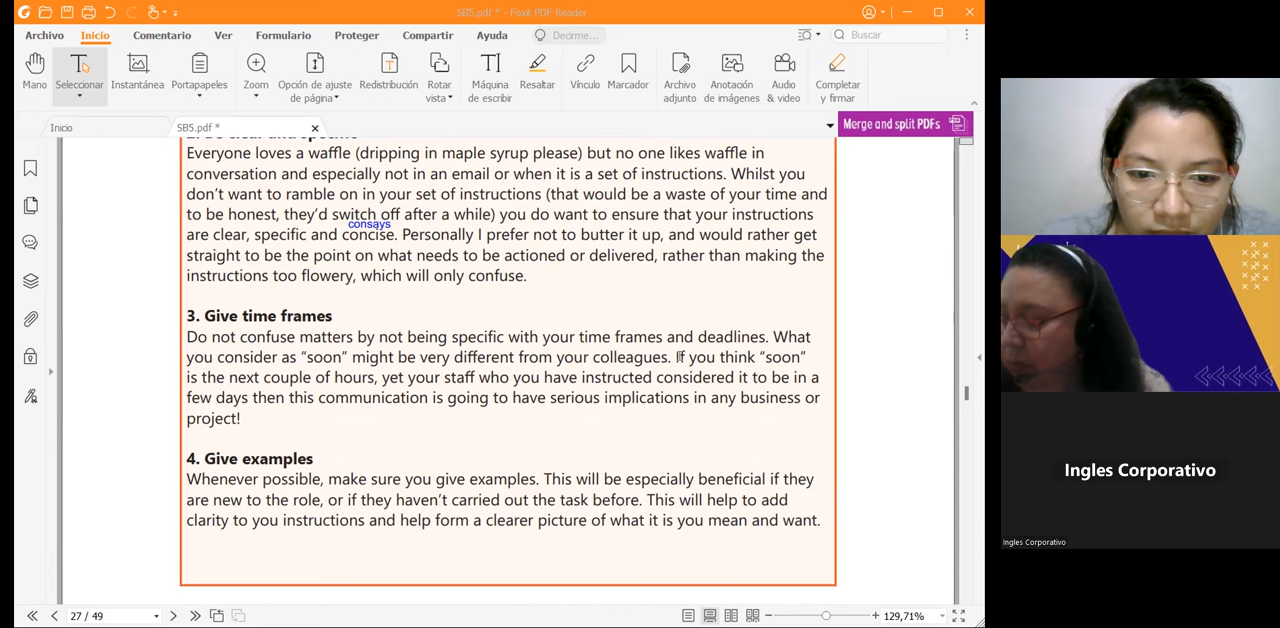 SB5.pdf * - Foxit PDF Reader
Archivo Inicio Comentario Ver Formulario Proteger Compartir Ayuda Decirme... Buscar
Mano Seleccionar Instantánea Portapapeles Zoom Opción de ajuste de página Redistribución Rotar vista Máquina de escribir Resaltar Vínculo Marcador Archivo adjunto Anotación de imágenes Audio & video Completar y firmar
Inicio SB5.pdf * Merge and split PDFs
Everyone loves a waffle (dripping in maple syrup please) but no one likes waffle in
conversation and especially not in an email or when it is a set of instructions. Whilst you
don't want to ramble on in your set of instructions (that would be a waste of your time and
to be honest, they'd switch off after a while) you do want to ensure that your instructions
consays
are clear, specific and concise. Personally I prefer not to butter it up, and would rather get
straight to be the point on what needs to be actioned or delivered, rather than making the
instructions too flowery, which will only confuse.
3. Give time frames
Do not confuse matters by not being specific with your time frames and deadlines. What
you consider as “soon” might be very different from your colleagues. If you think “soon”
is the next couple of hours, yet your staff who you have instructed considered it to be in a
few days then this communication is going to have serious implications in any business or
project!
4. Give examples
Whenever possible, make sure you give examples. This will be especially beneficial if they
are new to the role, or if they haven't carried out the task before. This will help to add
clarity to you instructions and help form a clearer picture of what it is you mean and want.
27 / 49 129,71%
Ingles Corporativo
Ingles Corporativo